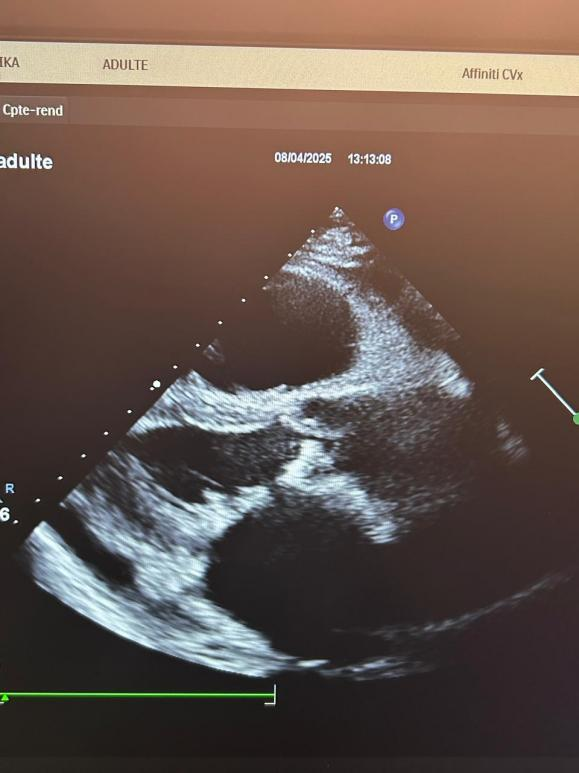 IKA ADULTE Affiniti CVx
Cpte-rend
adulte 08/04/2025 13:13:08
P
R
6